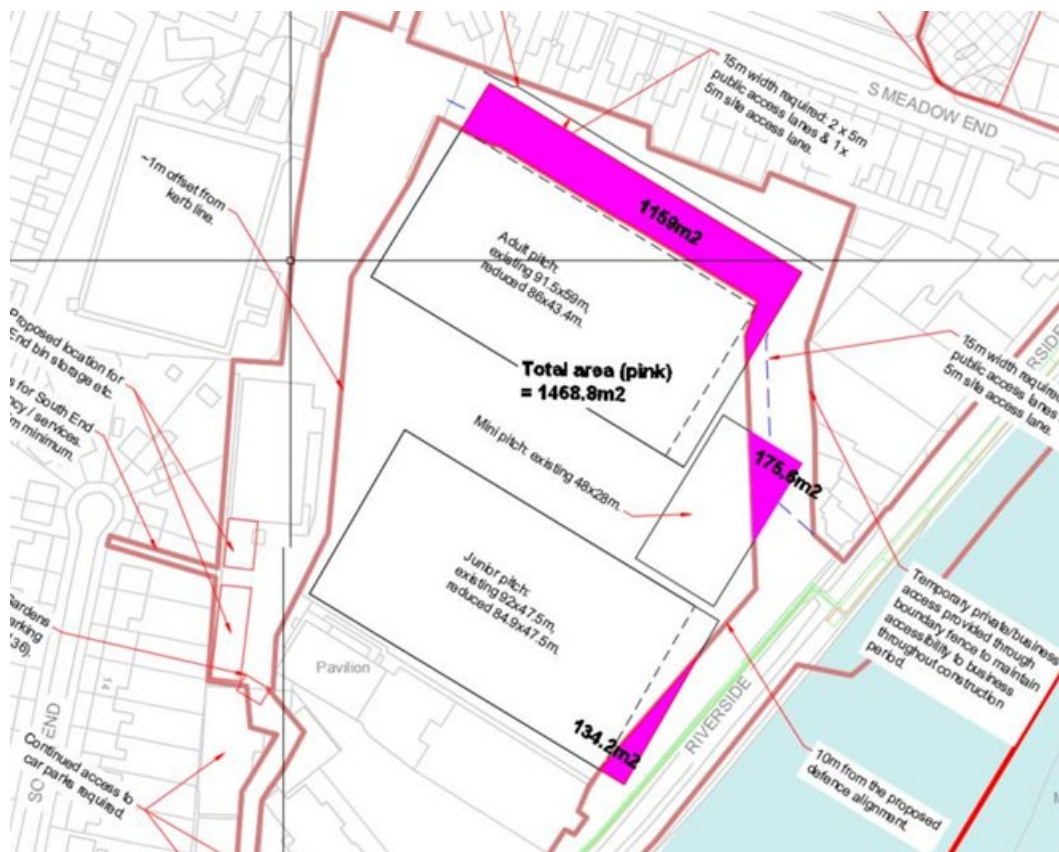 15m width required: 2 x 5m
public access lanes & 1x
5m site access lane.
S MEADOW END
~1m offset from
kerb line.
1159m2
Adult pitch:
existing 91.5x59m,
reduced 86x43.4m.
Proposed location for
End bin storage etc.
Total area (pink)
= 1468.8m2
15m width required
public access lanes
5m site access lane.
RSIDE
s for South End
ncy / services.
m minimum.
Mini pitch: existing 48x28m.
175.6m2
Junior pitch:
existing 92x47.5m,
reduced 84.9x47.5m.
Temporary private/business
access provided through
boundary fence to maintain
accessibility to business
throughout construction
period.
Gardens
parking
36).
Pavilion
14
SO
END
RIVERSIDE
134.2m2
Continued access to
car parks required.
10m from the proposed
defence alignment.